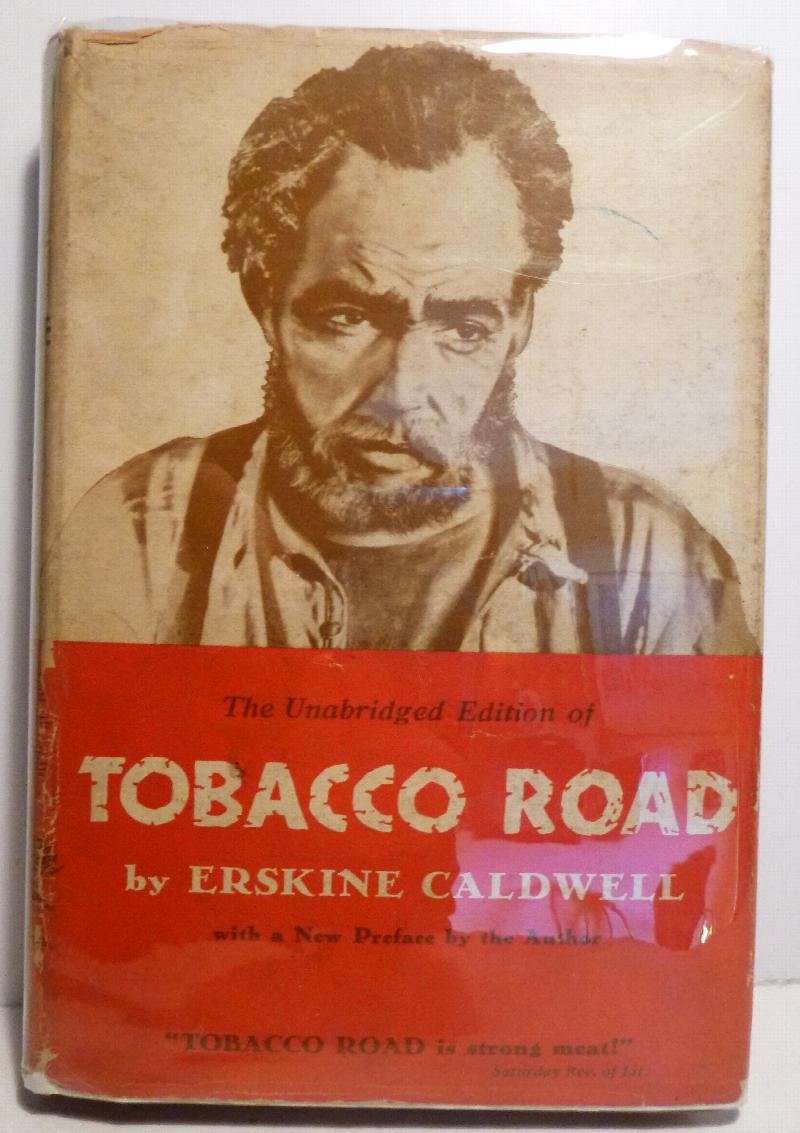 The Unabridged Edition of
TOBACCO ROAD
by ERSKINE CALDWELL
with a New Preface by the Author
"TOBACCO ROAD is strong meat!"
Saturday Rev. of Lit.